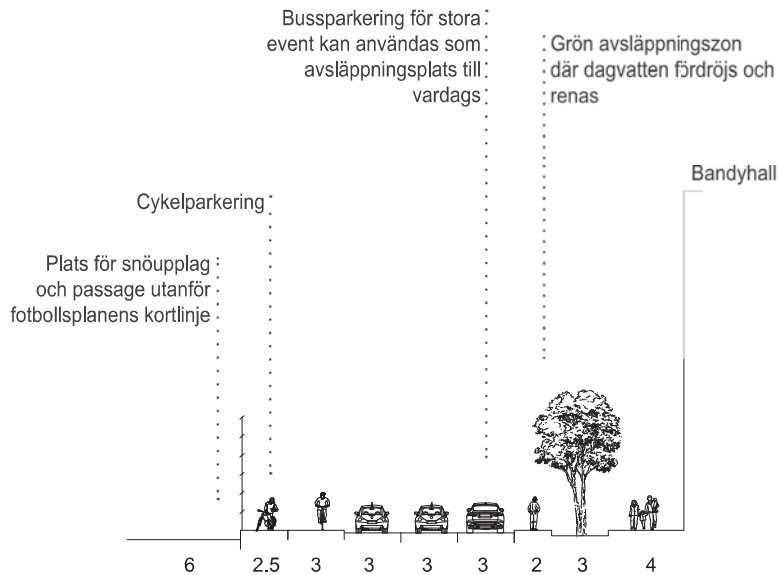 Bussparkering för stora
event kan användas som
avsläppningsplats till
vardags
Grön avsläppningszon
där dagvatten fördröjs och
renas
Bandyhall
Cykelparkering
Plats för snöupplag
och passage utanför
fotbollsplanens kortlinje
6 2.5 3 3 3 3 2 3 4